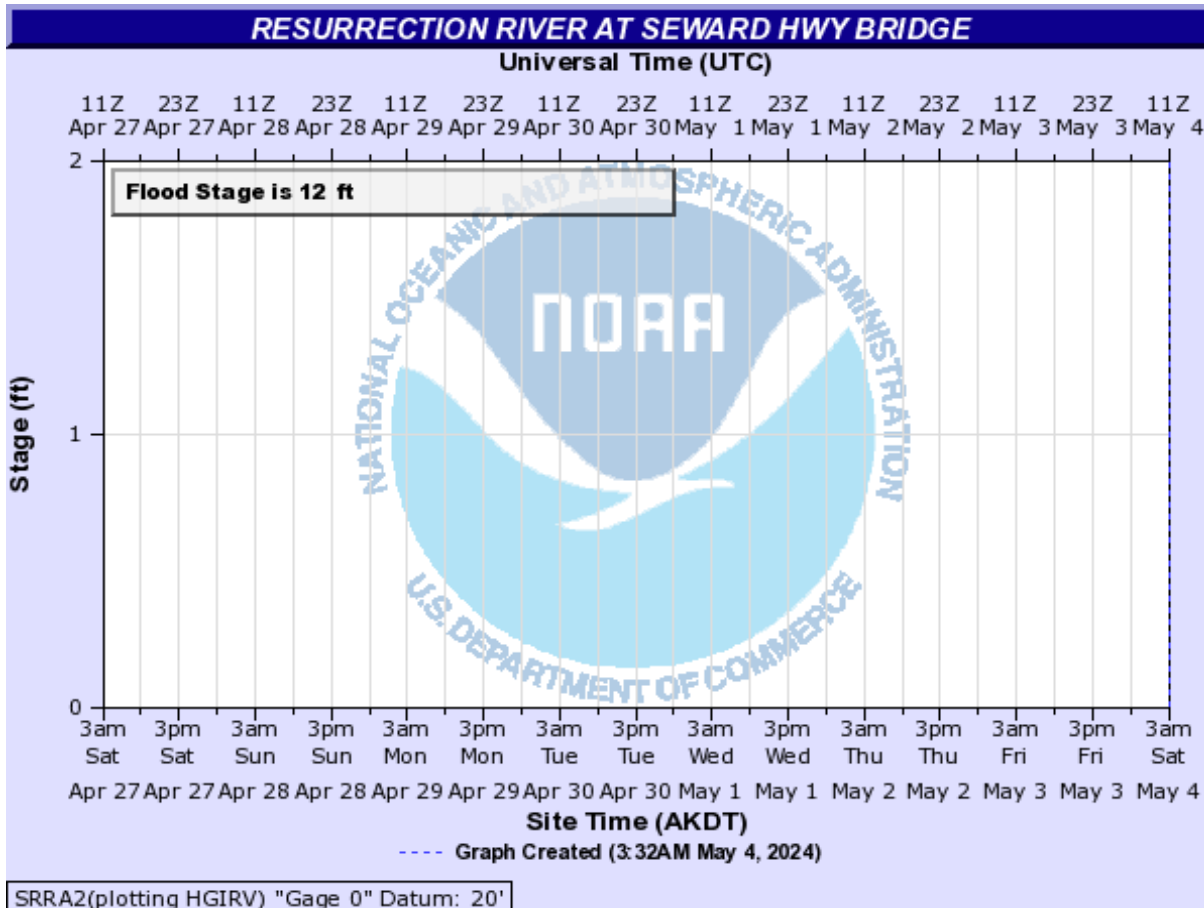 RESURRECTION RIVER AT SEWARD HWY BRIDGE
Universal Time (UTC)
11Z 23Z 11Z 23Z 11Z 23Z 11Z 23Z 11Z 23Z 11Z 23Z 11Z 23Z 11Z
Apr 27 Apr 27 Apr 28 Apr 28 Apr 29 Apr 29 Apr 30 Apr 30 May 1 May 1 May 2 May 2 May 3 May 3 May 4
2
Flood Stage is 12 ft
NATIONAL OCEANIC AND ATMOSPHERIC ADMINISTRATION
NOAA
Stage (ft)
1
U.S. DEPARTMENT OF COMMERCE
0
3am 3pm 3am 3pm 3am 3pm 3am 3pm 3am 3pm 3am 3pm 3am 3pm 3am
Sat Sat Sun Sun Mon Mon Tue Tue Wed Wed Thu Thu Fri Fri Sat
Apr 27 Apr 27 Apr 28 Apr 28 Apr 29 Apr 29 Apr 30 Apr 30 May 1 May 1 May 2 May 2 May 3 May 3 May 4
Site Time (AKDT)
---- Graph Created (3:32AM May 4, 2024)
SRRA2(plotting HGIRV) "Gage 0" Datum: 20'